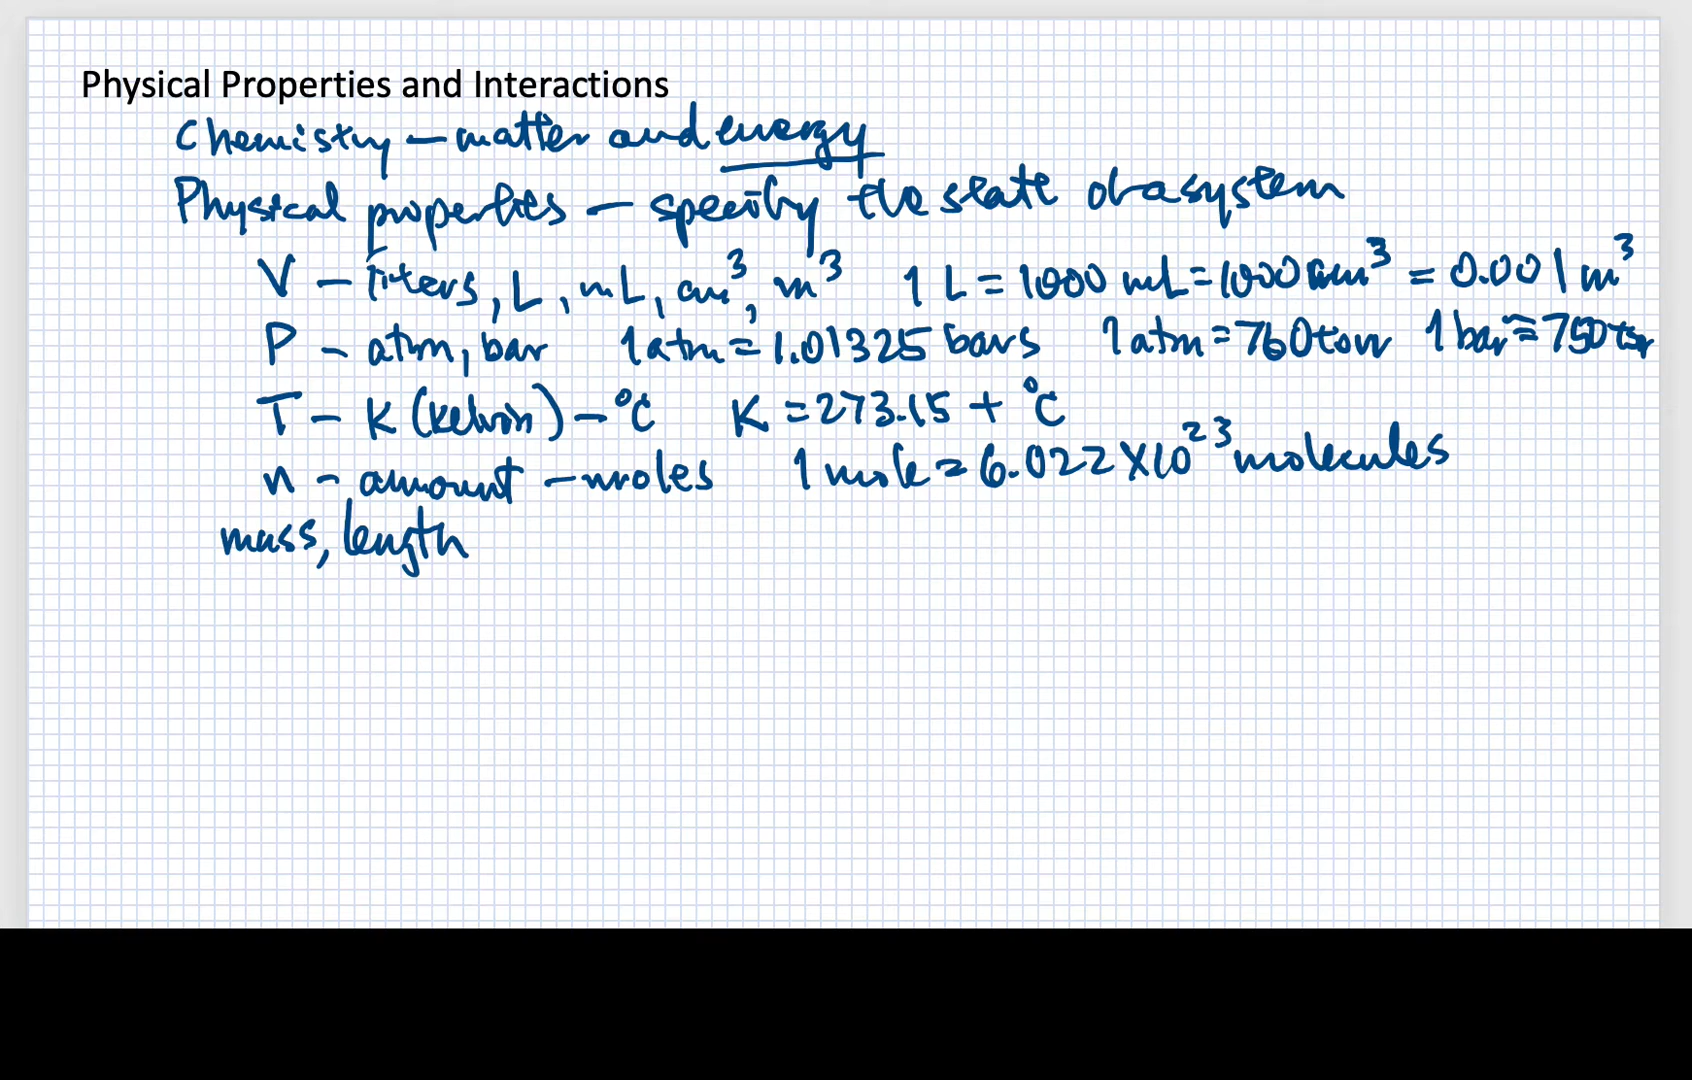 Physical Properties and Interactions
Chemistry – matter and energy
Physical properties – specify the state of a system
V – liters, L, mL, cm³, m³ 1 L = 1000 mL = 1000 cm³ = 0.001 m³
P – atm, bar 1 atm = 1.01325 bars 1 atm = 760 torr 1 bar ≈ 750 torr
T – K (Kelvin) – °C K = 273.15 + °C
n – amount – moles 1 mole = 6.022 X 10²³ molecules
mass, length